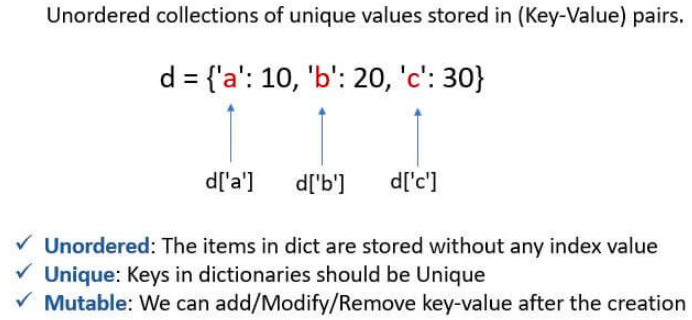 Unordered collections of unique values stored in (Key-Value) pairs.
d = {'a': 10, 'b': 20, 'c': 30}
d['a'] d['b'] d['c']
✓ Unordered: The items in dict are stored without any index value
✓ Unique: Keys in dictionaries should be Unique
✓ Mutable: We can add/Modify/Remove key-value after the creation